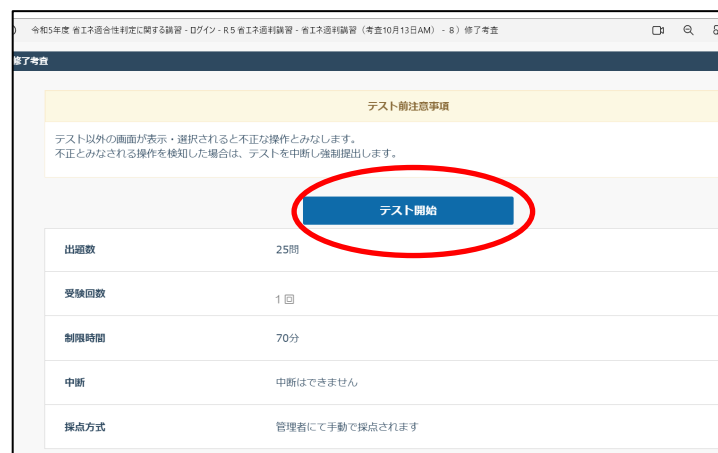 令和5年度 省エネ適合性判定に関する講習 - ログイン - R5省エネ適判講習 - 省エネ適判講習（考査10月13日AM） - 8）修了考査
修了考査
テスト前注意事項
テスト以外の画面が表示・選択されると不正な操作とみなします。
不正とみなされる操作を検知した場合は、テストを中断し強制提出します。
テスト開始
出題数 25問
受験回数 1回
制限時間 70分
中断 中断はできません
採点方式 管理者にて手動で採点されます